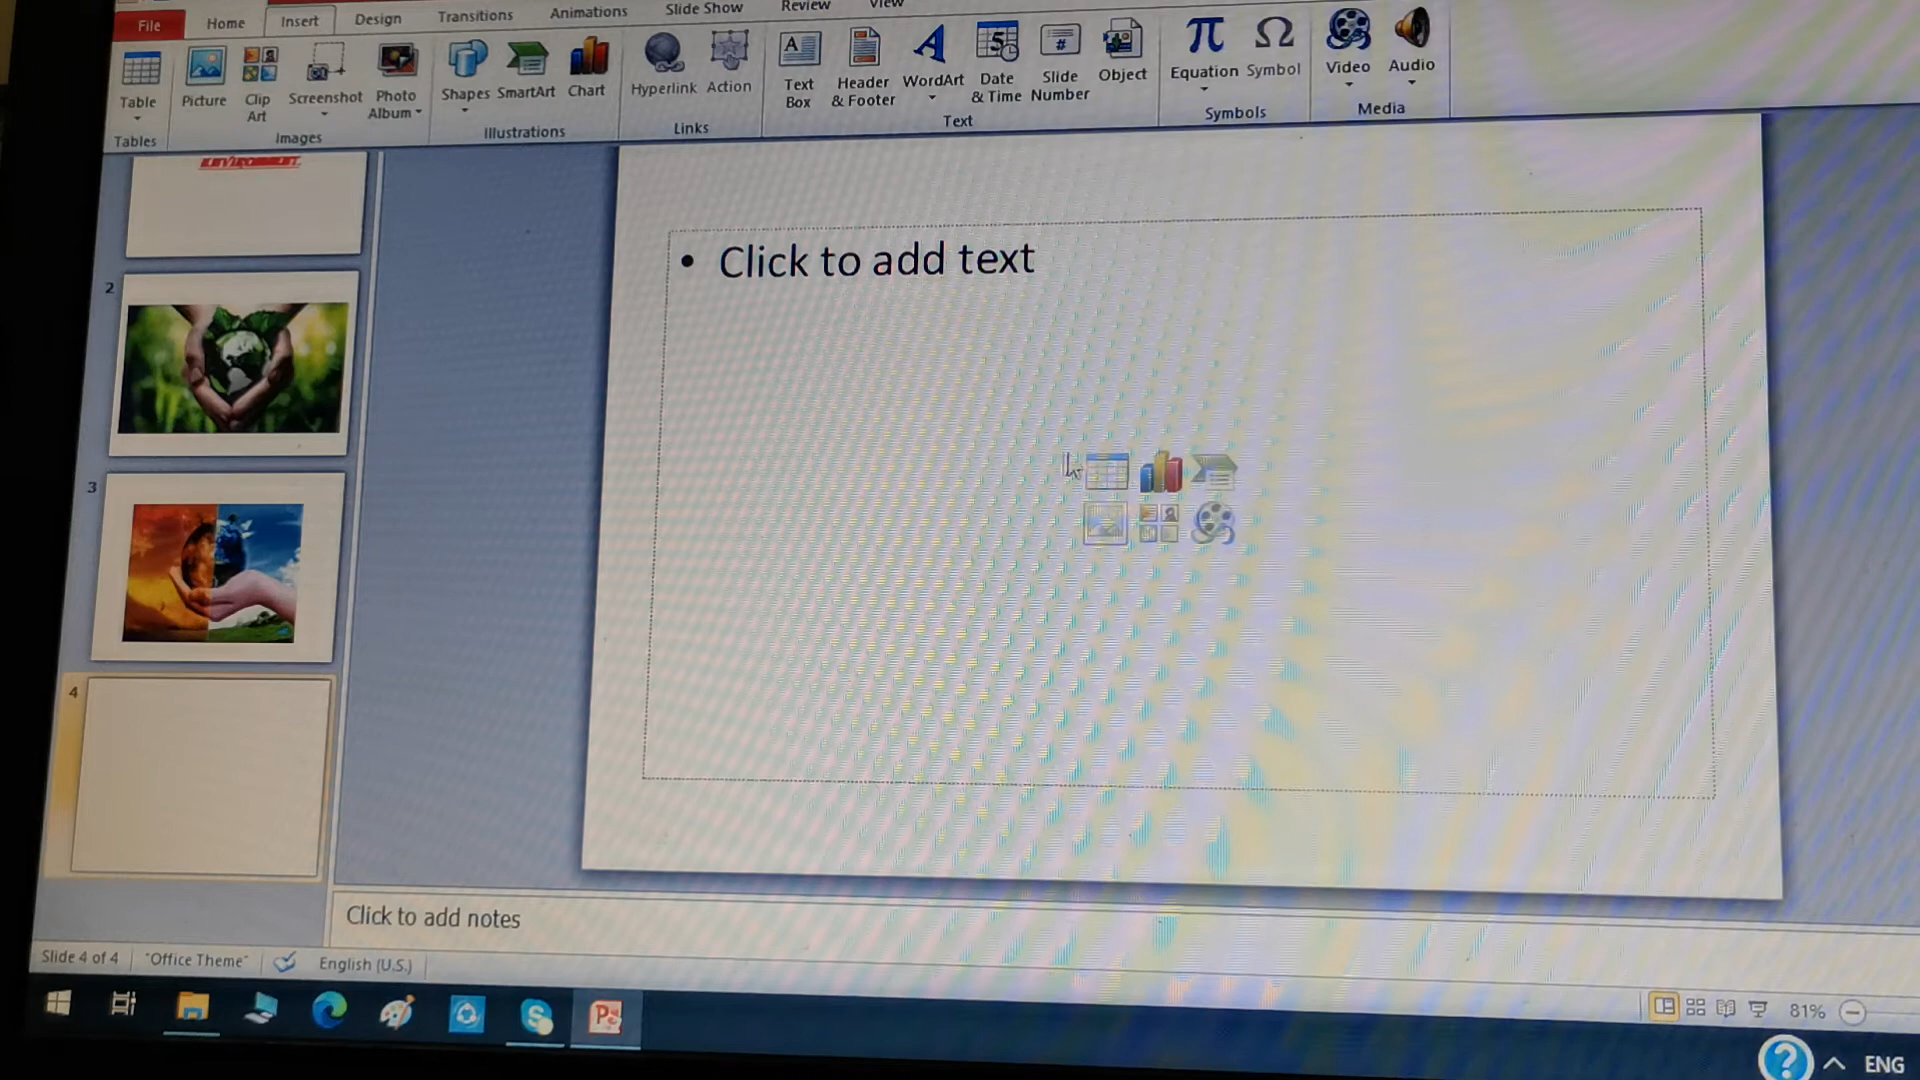 File Home Insert Design Transitions Animations Slide Show Review View
Table Picture Clip Art Screenshot Photo Album Shapes SmartArt Chart Hyperlink Action Text Box Header & Footer WordArt Date & Time Slide Number Object Equation Symbol Video Audio
Tables Images Illustrations Links Text Symbols Media
• Click to add text
2
3
4
Click to add notes
Slide 4 of 4 "Office Theme" English (U.S.)
81%
ENG